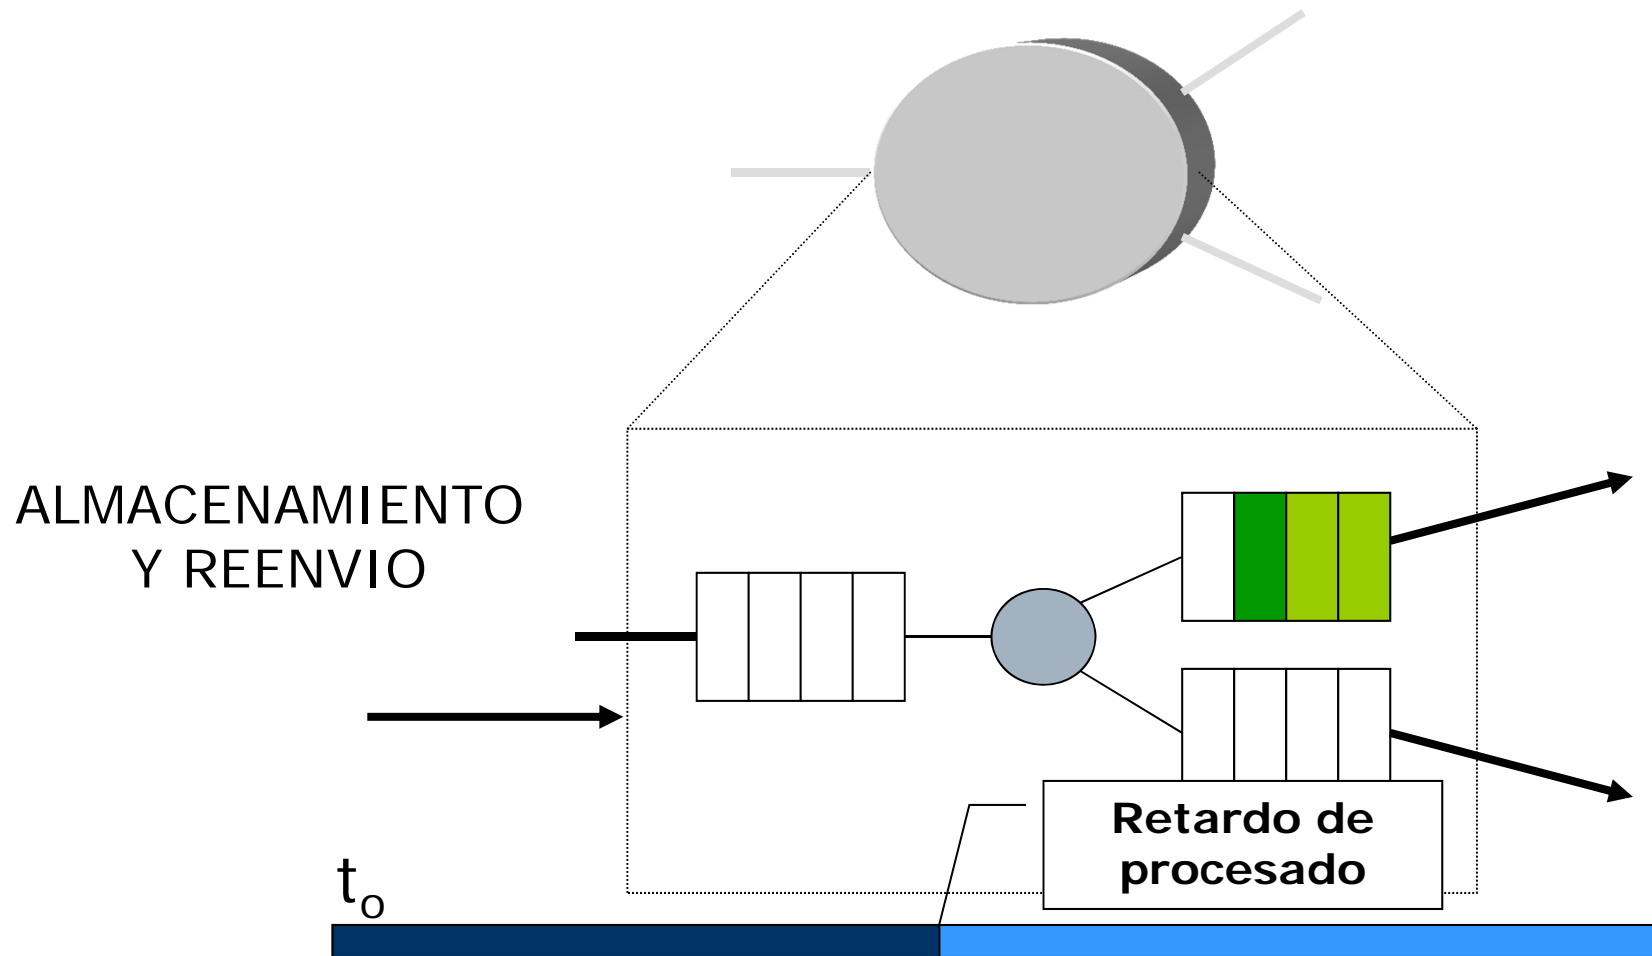 ALMACENAMIENTO
Y REENVIO
Retardo de
procesado
to